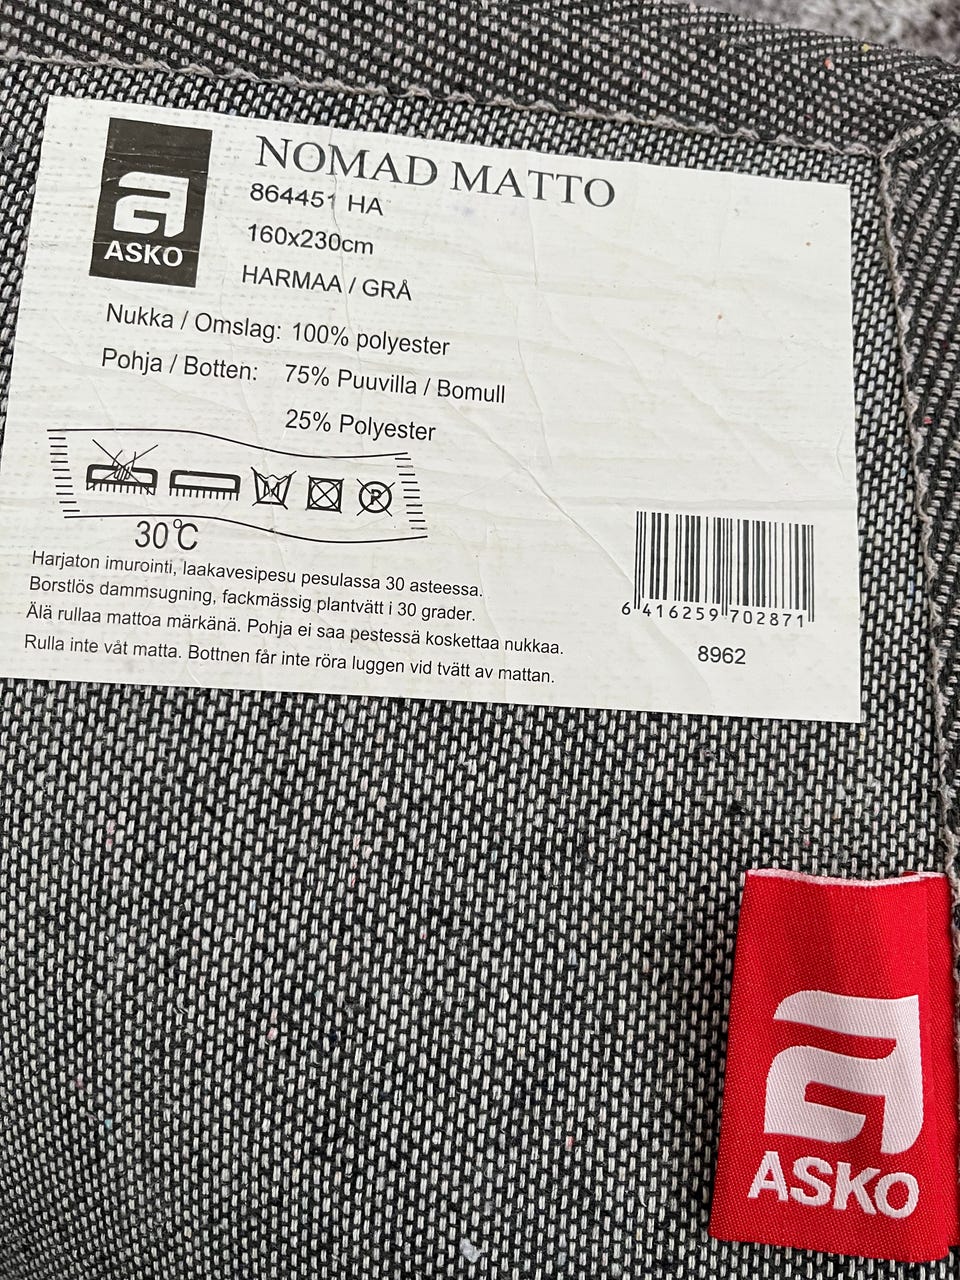 NOMAD MATTO
864451 HA
160x230cm
HARMAA / GRÅ
ASKO
Nukka / Omslag: 100% polyester
Pohja / Botten: 75% Puuvilla / Bomull
25% Polyester
30°C
Harjaton imurointi, laakavesipesu pesulassa 30 asteessa.
Borstlös dammsugning, fackmässig plantvätt i 30 grader.
Älä rullaa mattoa märkänä. Pohja ei saa pestessä koskettaa nukkaa.
Rulla inte våt matta. Bottnen får inte röra luggen vid tvätt av mattan.
6 416259 702871
8962
ASKO